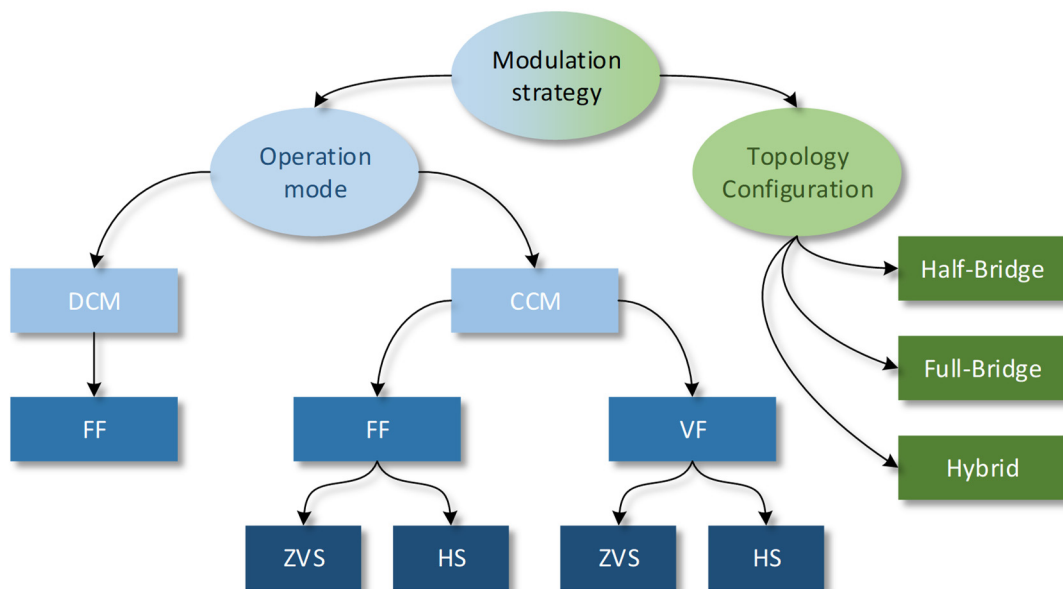 Modulation
strategy
Operation
mode
Topology
Configuration
DCM
CCM
Half-Bridge
Full-Bridge
Hybrid
FF
FF
VF
ZVS
HS
ZVS
HS